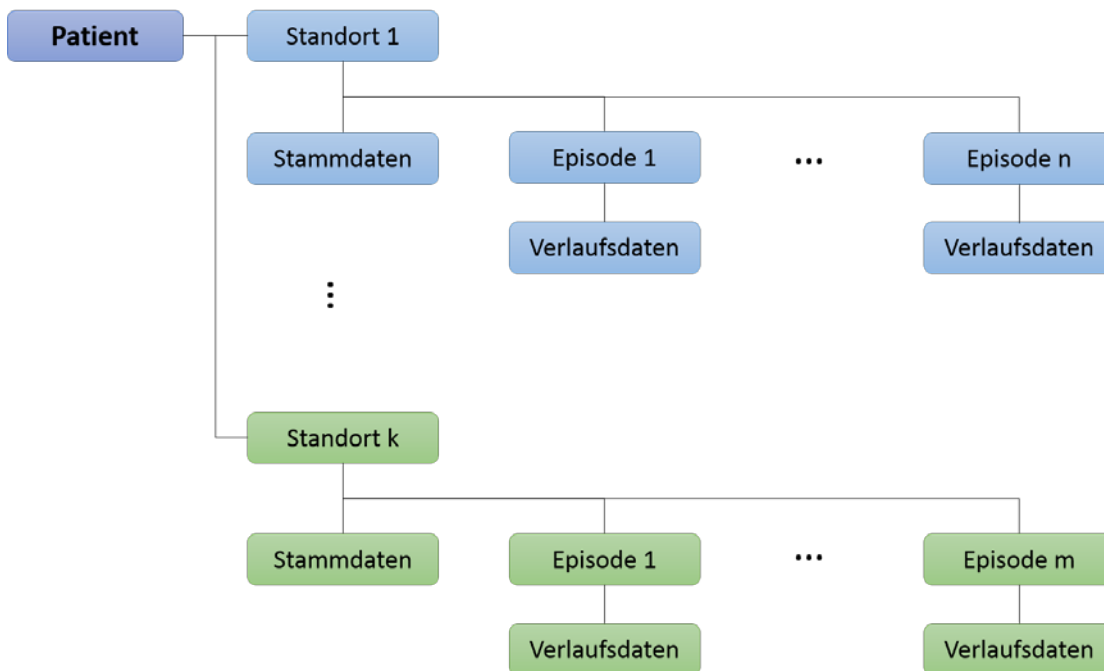 Patient
Standort 1
Stammdaten
Episode 1
...
Episode n
Verlaufsdaten
Verlaufsdaten
⋮
Standort k
Stammdaten
Episode 1
...
Episode m
Verlaufsdaten
Verlaufsdaten